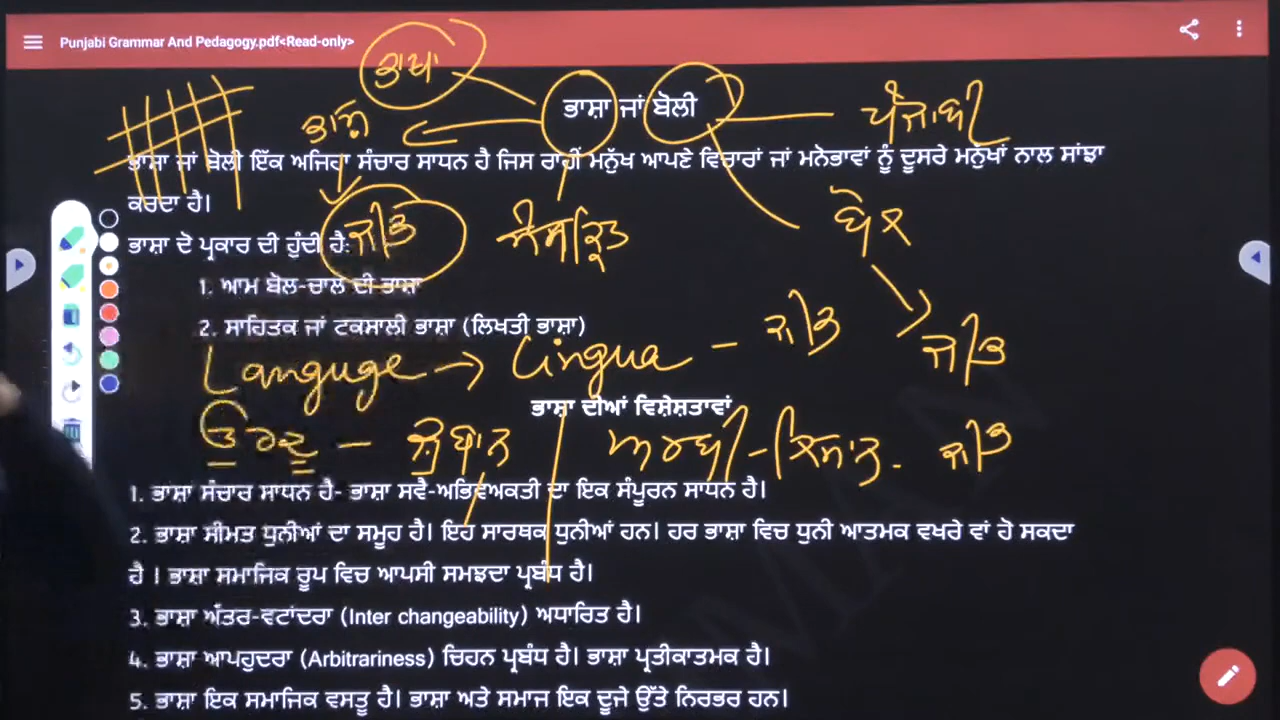 Punjabi Grammar And Pedagogy.pdf<Read-only>
ਭਾਖਾ
ਭਾਸ਼ਾ ਜਾਂ ਬੋਲੀ
ਪੰਜਾਬੀ
ਭਾਸ਼ਾ ਜਾਂ ਬੋਲੀ ਇੱਕ ਅਜਿਹਾ ਸੰਚਾਰ ਸਾਧਨ ਹੈ ਜਿਸ ਰਾਹੀਂ ਮਨੁੱਖ ਆਪਣੇ ਵਿਚਾਰਾਂ ਜਾਂ ਮਨੋਭਾਵਾਂ ਨੂੰ ਦੂਸਰੇ ਮਨੁੱਖਾਂ ਨਾਲ ਸਾਂਝਾ
ਕਰਦਾ ਹੈ।
ਜੀਭ ਸੰਸਕ੍ਰਿਤ ਬੋਲ
ਭਾਸ਼ਾ ਦੋ ਪ੍ਰਕਾਰ ਦੀ ਹੁੰਦੀ ਹੈ:
1. ਆਮ ਬੋਲ-ਚਾਲ ਦੀ ਭਾਸ਼ਾ
2. ਸਾਹਿਤਕ ਜਾਂ ਟਕਸਾਲੀ ਭਾਸ਼ਾ (ਲਿਖਤੀ ਭਾਸ਼ਾ)
Languge → Lingua - ਜੀਭ
ਜੀਭ
ਭਾਸ਼ਾ ਦੀਆਂ ਵਿਸ਼ੇਸ਼ਤਾਵਾਂ
ਉਰਦੂ - ਜ਼ੁਬਾਨ ਅਰਬੀ - ਲਿਸਾਨ - ਜੀਭ
1. ਭਾਸ਼ਾ ਸੰਚਾਰ ਸਾਧਨ ਹੈ- ਭਾਸ਼ਾ ਸਵੈ-ਅਭਿਵਿਅਕਤੀ ਦਾ ਇਕ ਸੰਪੂਰਨ ਸਾਧਨ ਹੈ।
2. ਭਾਸ਼ਾ ਸੀਮਤ ਧੁਨੀਆਂ ਦਾ ਸਮੂਹ ਹੈ। ਇਹ ਸਾਰਥਕ ਧੁਨੀਆਂ ਹਨ। ਹਰ ਭਾਸ਼ਾ ਵਿਚ ਧੁਨੀ ਆਤਮਕ ਵਖਰੇ ਵਾਂ ਹੋ ਸਕਦਾ
ਹੈ । ਭਾਸ਼ਾ ਸਮਾਜਿਕ ਰੂਪ ਵਿਚ ਆਪਸੀ ਸਮਝਦਾ ਪ੍ਰਬੰਧ ਹੈ।
3. ਭਾਸ਼ਾ ਅੰਤਰ-ਵਟਾਂਦਰਾ (Inter changeability) ਅਧਾਰਿਤ ਹੈ।
4. ਭਾਸ਼ਾ ਆਪਹੁਦਰਾ (Arbitrariness) ਚਿਹਨ ਪ੍ਰਬੰਧ ਹੈ। ਭਾਸ਼ਾ ਪ੍ਰਤੀਕਾਤਮਕ ਹੈ।
5. ਭਾਸ਼ਾ ਇਕ ਸਮਾਜਿਕ ਵਸਤੂ ਹੈ। ਭਾਸ਼ਾ ਅਤੇ ਸਮਾਜ ਇਕ ਦੂਜੇ ਉੱਤੇ ਨਿਰਭਰ ਹਨ।